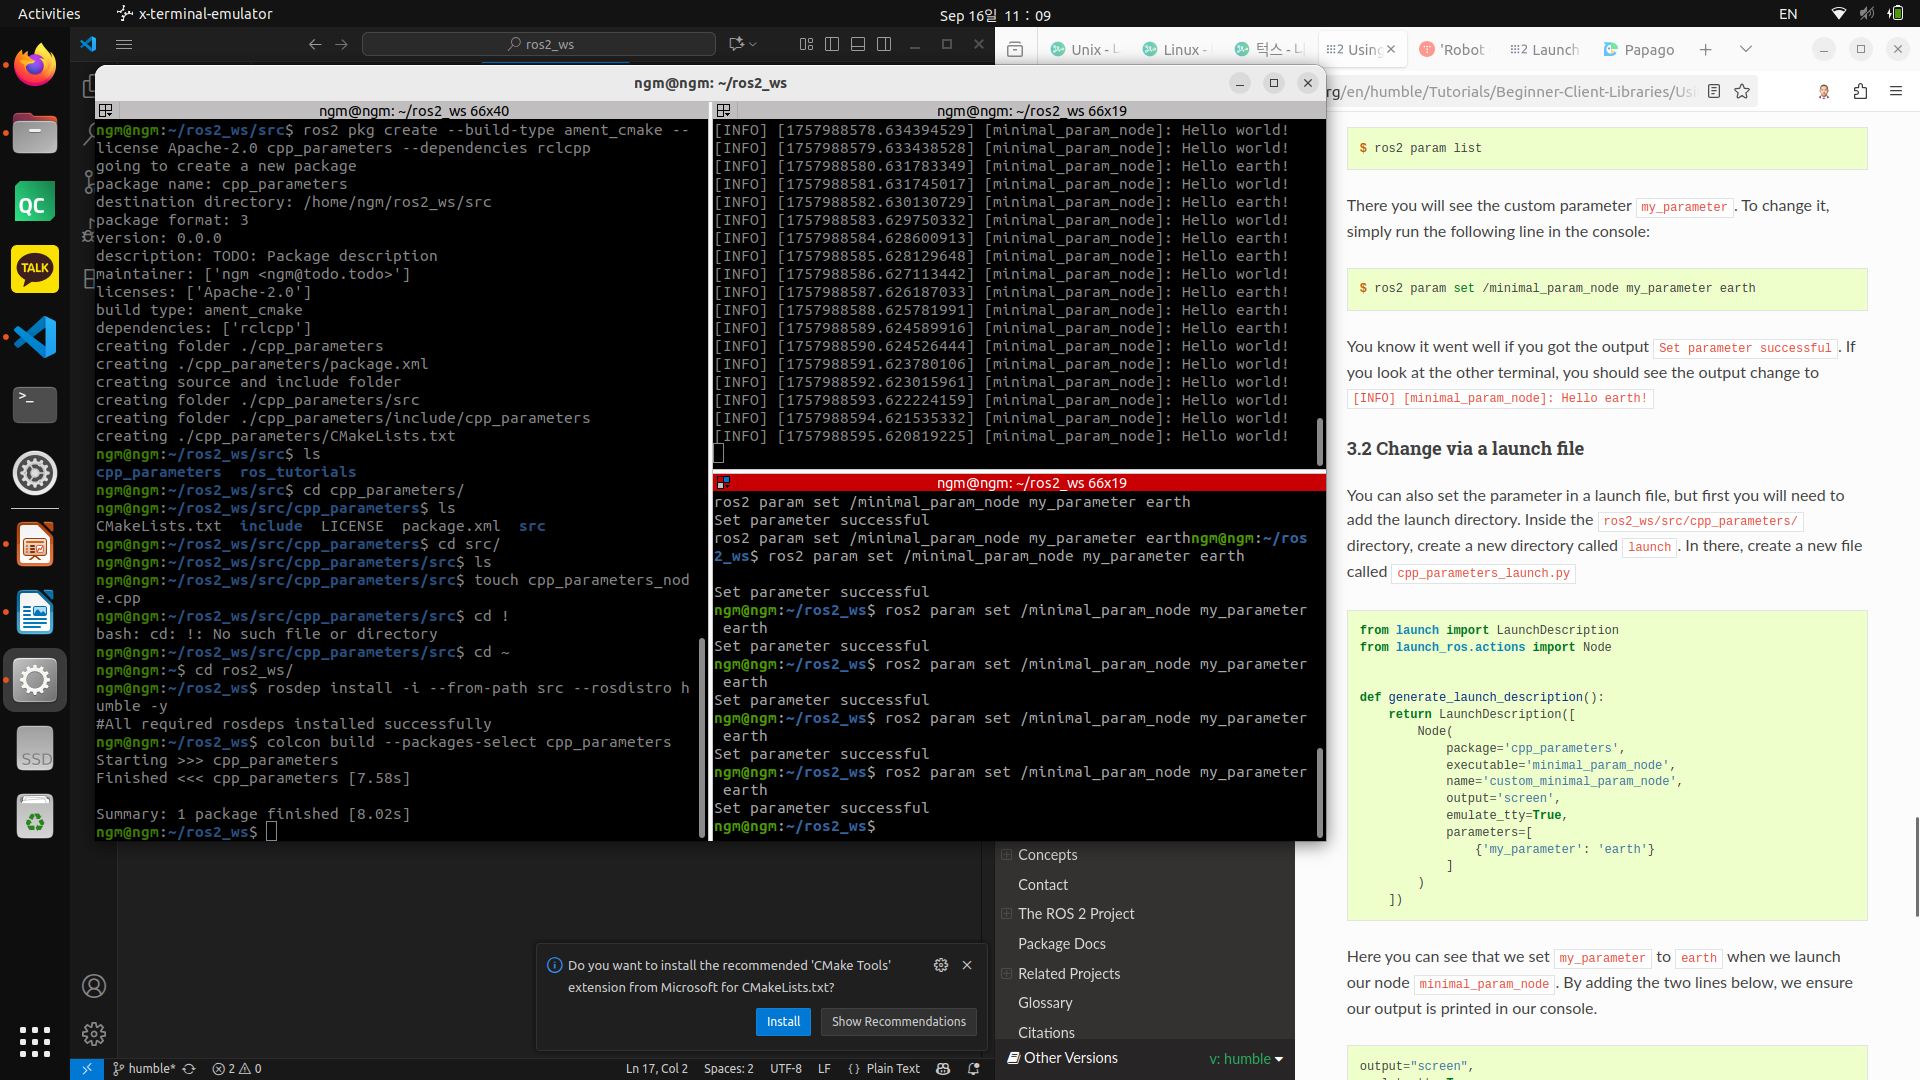 Activities
x-terminal-emulator
Sep 16일 11 : 09
EN
ros2_ws
Unix - L
Linux -
턱스 - L
Using
'Robot
Launch
Papago
ngm@ngm: ~/ros2_ws
rg/en/humble/Tutorials/Beginner-Client-Libraries/Usi
ngm@ngm: ~/ros2_ws 66x40
ngm@ngm:~/ros2_ws/src$ ros2 pkg create --build-type ament_cmake --
license Apache-2.0 cpp_parameters --dependencies rclcpp
going to create a new package
package name: cpp_parameters
destination directory: /home/ngm/ros2_ws/src
package format: 3
version: 0.0.0
description: TODO: Package description
maintainer: ['ngm <ngm@todo.todo>']
licenses: ['Apache-2.0']
build type: ament_cmake
dependencies: ['rclcpp']
creating folder ./cpp_parameters
creating ./cpp_parameters/package.xml
creating source and include folder
creating folder ./cpp_parameters/src
creating folder ./cpp_parameters/include/cpp_parameters
creating ./cpp_parameters/CMakeLists.txt
ngm@ngm:~/ros2_ws/src$ ls
cpp_parameters  ros_tutorials
ngm@ngm:~/ros2_ws/src$ cd cpp_parameters/
ngm@ngm:~/ros2_ws/src/cpp_parameters$ ls
CMakeLists.txt  include  LICENSE  package.xml  src
ngm@ngm:~/ros2_ws/src/cpp_parameters$ cd src/
ngm@ngm:~/ros2_ws/src/cpp_parameters/src$ ls
ngm@ngm:~/ros2_ws/src/cpp_parameters/src$ touch cpp_parameters_nod
e.cpp
ngm@ngm:~/ros2_ws/src/cpp_parameters/src$ cd !
bash: cd: !: No such file or directory
ngm@ngm:~/ros2_ws/src/cpp_parameters/src$ cd ~
ngm@ngm:~$ cd ros2_ws/
ngm@ngm:~/ros2_ws$ rosdep install -i --from-path src --rosdistro h
umble -y
#All required rosdeps installed successfully
ngm@ngm:~/ros2_ws$ colcon build --packages-select cpp_parameters
Starting >>> cpp_parameters
Finished <<< cpp_parameters [7.58s]
Summary: 1 package finished [8.02s]
ngm@ngm:~/ros2_ws$
ngm@ngm: ~/ros2_ws 66x19
[INFO] [1757988578.634394529] [minimal_param_node]: Hello world!
[INFO] [1757988579.633438528] [minimal_param_node]: Hello world!
[INFO] [1757988580.631783349] [minimal_param_node]: Hello earth!
[INFO] [1757988581.631745017] [minimal_param_node]: Hello world!
[INFO] [1757988582.630130729] [minimal_param_node]: Hello earth!
[INFO] [1757988583.629750332] [minimal_param_node]: Hello world!
[INFO] [1757988584.628600913] [minimal_param_node]: Hello earth!
[INFO] [1757988585.628129648] [minimal_param_node]: Hello earth!
[INFO] [1757988586.627113442] [minimal_param_node]: Hello world!
[INFO] [1757988587.626187033] [minimal_param_node]: Hello earth!
[INFO] [1757988588.625781991] [minimal_param_node]: Hello earth!
[INFO] [1757988589.624589916] [minimal_param_node]: Hello earth!
[INFO] [1757988590.624526444] [minimal_param_node]: Hello world!
[INFO] [1757988591.623780106] [minimal_param_node]: Hello world!
[INFO] [1757988592.623015961] [minimal_param_node]: Hello earth!
[INFO] [1757988593.622224159] [minimal_param_node]: Hello world!
[INFO] [1757988594.621535332] [minimal_param_node]: Hello world!
[INFO] [1757988595.620819225] [minimal_param_node]: Hello world!
ngm@ngm: ~/ros2_ws 66x19
ros2 param set /minimal_param_node my_parameter earth
Set parameter successful
ros2 param set /minimal_param_node my_parameter earthngm@ngm:~/ros
2_ws$ ros2 param set /minimal_param_node my_parameter earth
Set parameter successful
ngm@ngm:~/ros2_ws$ ros2 param set /minimal_param_node my_parameter
earth
Set parameter successful
ngm@ngm:~/ros2_ws$ ros2 param set /minimal_param_node my_parameter
earth
Set parameter successful
ngm@ngm:~/ros2_ws$ ros2 param set /minimal_param_node my_parameter
earth
Set parameter successful
ngm@ngm:~/ros2_ws$ ros2 param set /minimal_param_node my_parameter
earth
Set parameter successful
ngm@ngm:~/ros2_ws$
$ ros2 param list
There you will see the custom parameter my_parameter. To change it,
simply run the following line in the console:
$ ros2 param set /minimal_param_node my_parameter earth
You know it went well if you got the output Set parameter successful. If
you look at the other terminal, you should see the output change to
[INFO] [minimal_param_node]: Hello earth!
3.2 Change via a launch file
You can also set the parameter in a launch file, but first you will need to
add the launch directory. Inside the ros2_ws/src/cpp_parameters/
directory, create a new directory called launch. In there, create a new file
called cpp_parameters_launch.py
from launch import LaunchDescription
from launch_ros.actions import Node
def generate_launch_description():
    return LaunchDescription([
        Node(
            package='cpp_parameters',
            executable='minimal_param_node',
            name='custom_minimal_param_node',
            output='screen',
            emulate_tty=True,
            parameters=[
                {'my_parameter': 'earth'}
            ]
        )
    ])
Here you can see that we set my_parameter to earth when we launch
our node minimal_param_node. By adding the two lines below, we ensure
our output is printed in our console.
output="screen",
Concepts
Contact
The ROS 2 Project
Package Docs
Related Projects
Glossary
Citations
Other Versions
v: humble
Do you want to install the recommended 'CMake Tools'
extension from Microsoft for CMakeLists.txt?
Install
Show Recommendations
humble*
2
0
Ln 17, Col 2
Spaces: 2
UTF-8
LF
{ } Plain Text
QC
TALK
>_
SSD